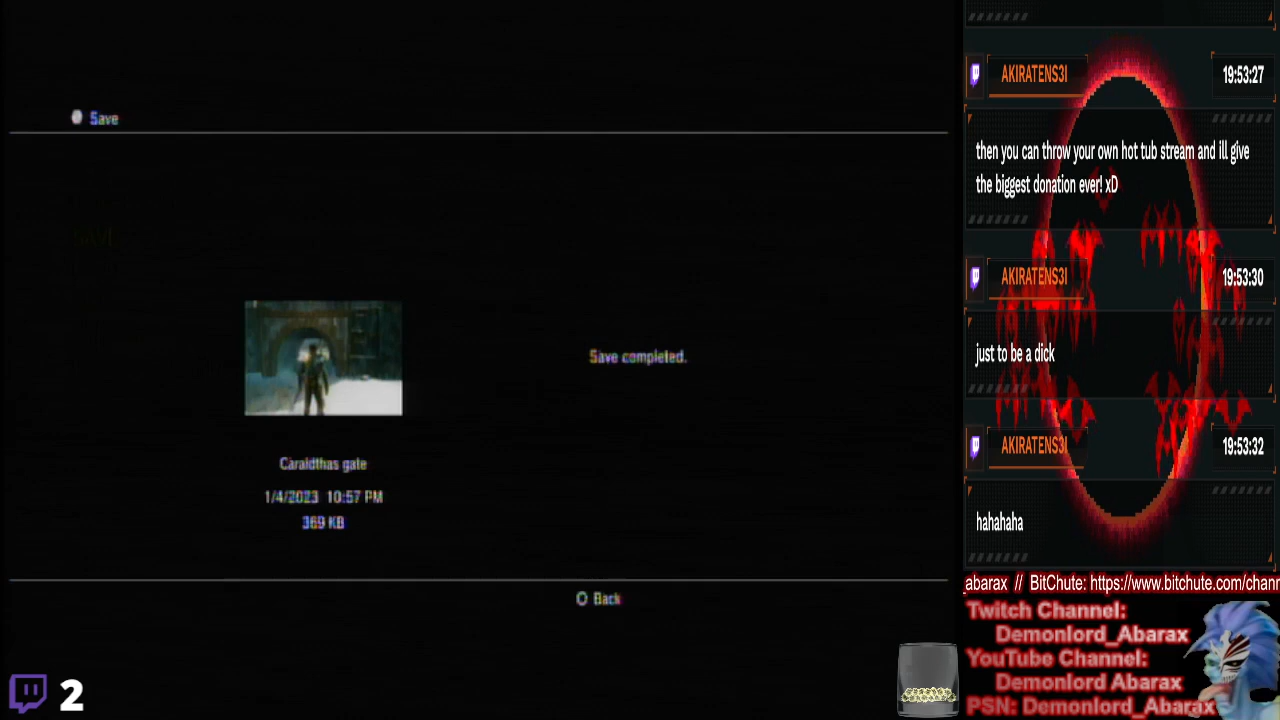 Save
Save completed.
Caraldthas gate
1/4/2023 10:57 PM
369 KB
Back
2
AKIRATENS3I
19:53:27
then you can throw your own hot tub stream and ill give
the biggest donation ever! xD
AKIRATENS3I
19:53:30
just to be a dick
AKIRATENS3I
19:53:32
hahahaha
_abarax // BitChute: https://www.bitchute.com/chann
Twitch Channel:
Demonlord_Abarax
YouTube Channel:
Demonlord Abarax
PSN: Demonlord_Abarax